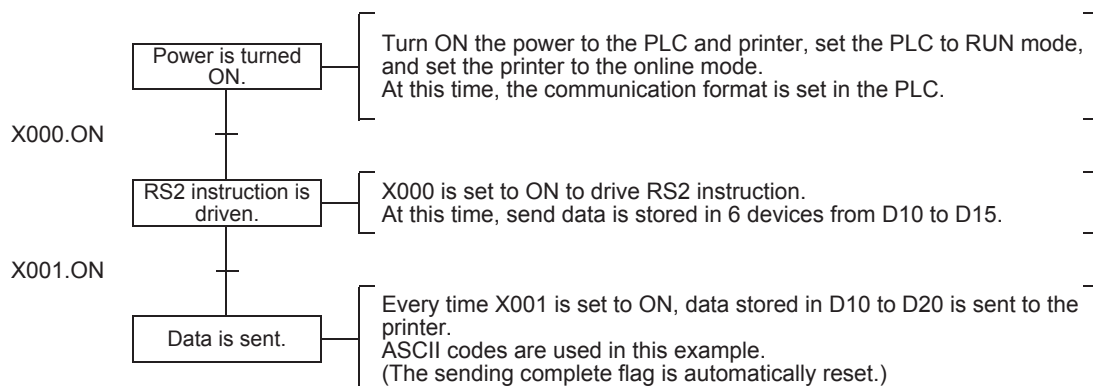 Power is turned
ON.
Turn ON the power to the PLC and printer, set the PLC to RUN mode,
and set the printer to the online mode.
At this time, the communication format is set in the PLC.
X000.ON
RS2 instruction is
driven.
X000 is set to ON to drive RS2 instruction.
At this time, send data is stored in 6 devices from D10 to D15.
X001.ON
Data is sent.
Every time X001 is set to ON, data stored in D10 to D20 is sent to the
printer.
ASCII codes are used in this example.
(The sending complete flag is automatically reset.)